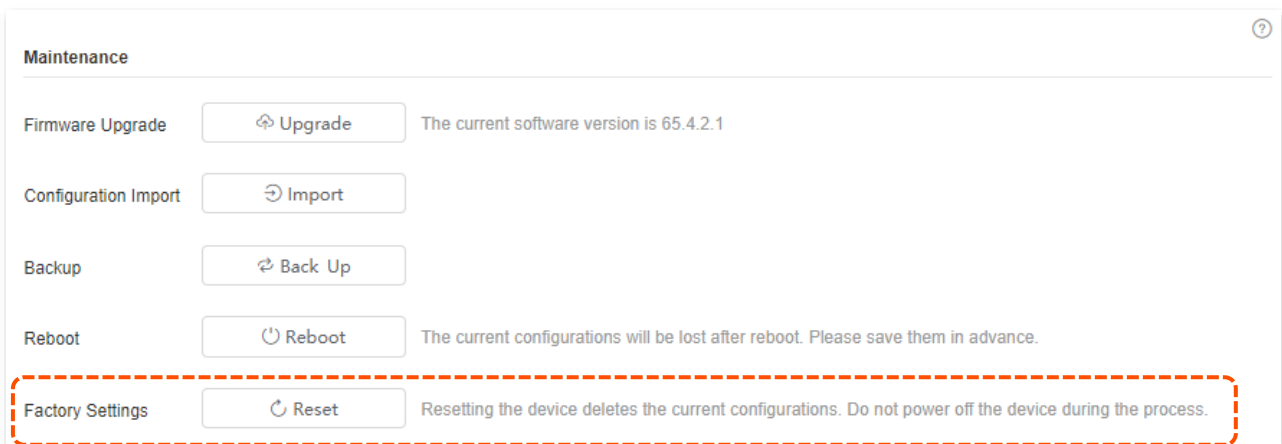 ?
Maintenance
Firmware Upgrade Upgrade The current software version is 65.4.2.1
Configuration Import Import
Backup Back Up
Reboot Reboot The current configurations will be lost after reboot. Please save them in advance.
Factory Settings Reset Resetting the device deletes the current configurations. Do not power off the device during the process.